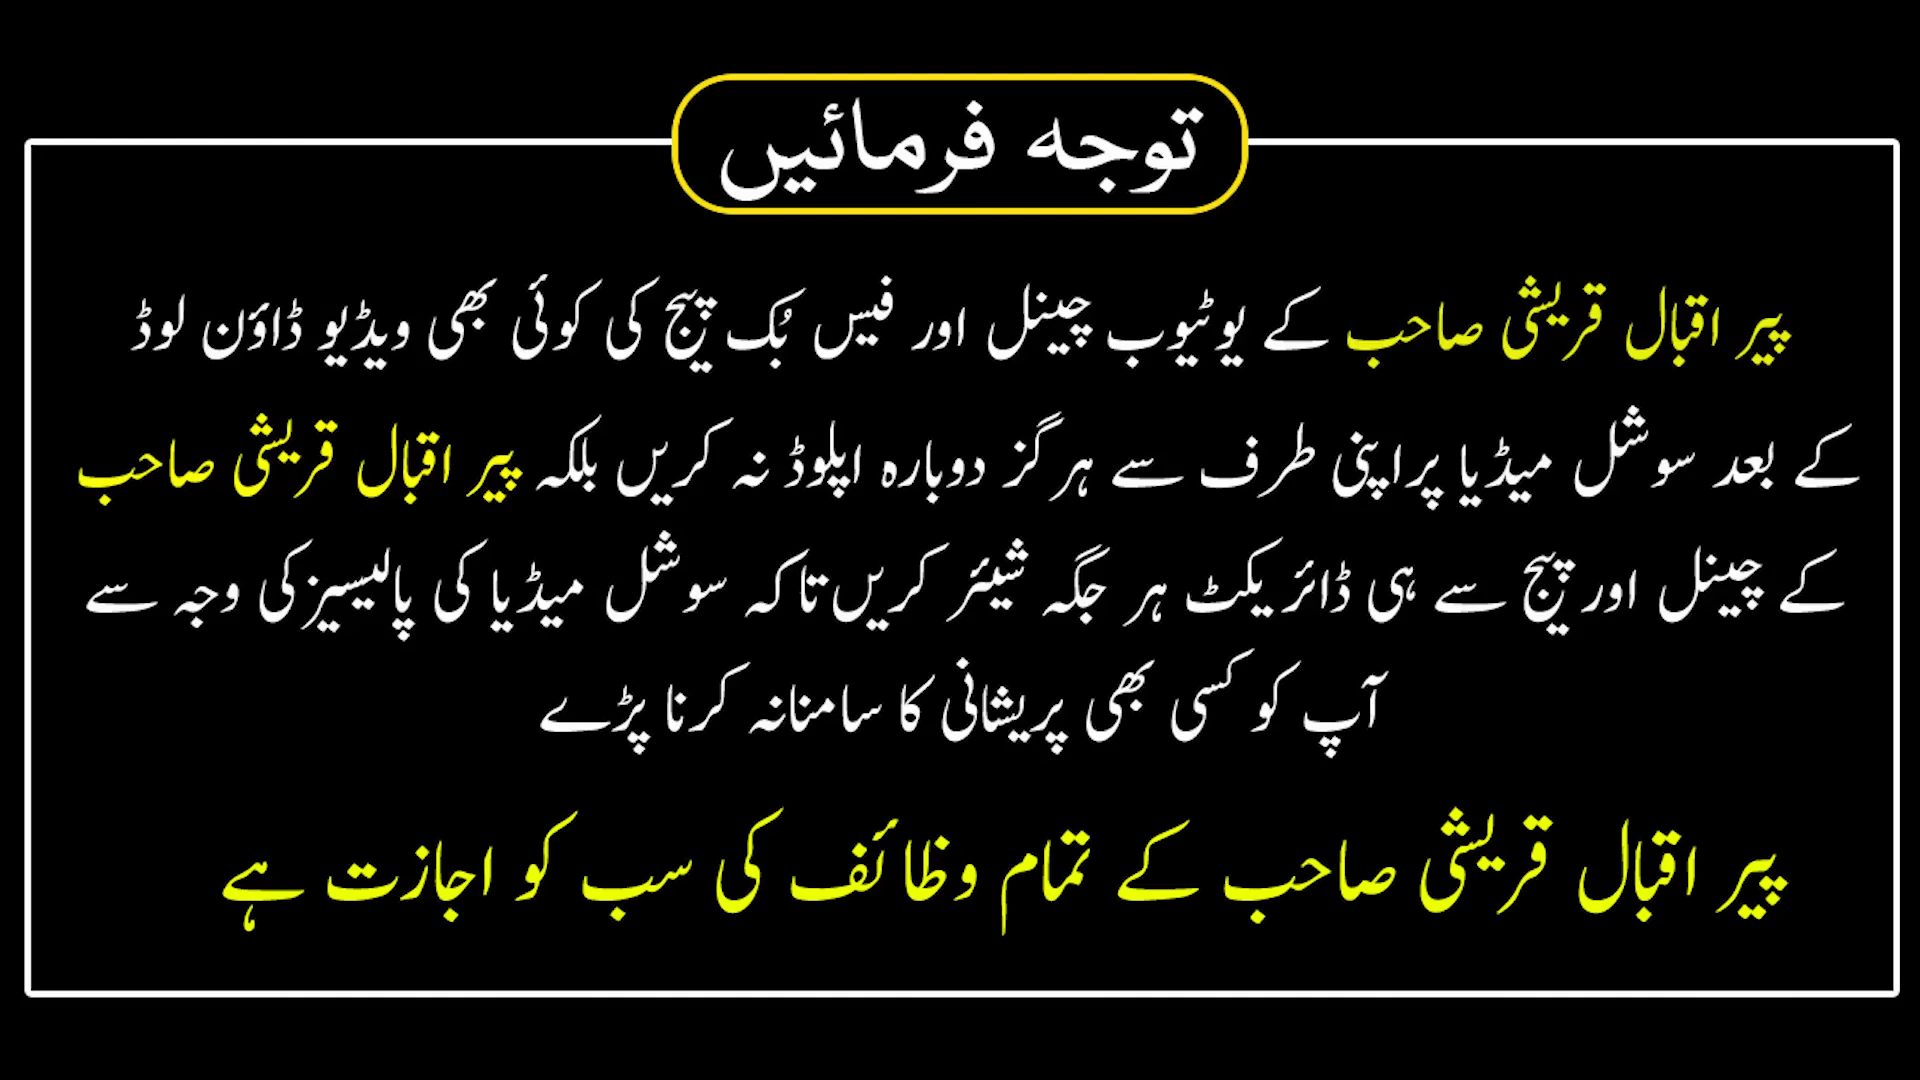 توجہ فرمائیں
پیر اقبال قریشی صاحب کے یوٹیوب چینل اور فیس بُک پیج کی کوئی بھی ویڈیو ڈاؤن لوڈ
کے بعد سوشل میڈیا پراپنی طرف سے ہرگز دوبارہ اپلوڈ نہ کریں بلکہ پیر اقبال قریشی صاحب
کے چینل اور پیج سے ہی ڈائریکٹ ہر جگہ شیئر کریں تاکہ سوشل میڈیا کی پالیسیز کی وجہ سے
آپ کو کسی بھی پریشانی کا سامنا نہ کرنا پڑے
پیر اقبال قریشی صاحب کے تمام وظائف کی سب کو اجازت ہے